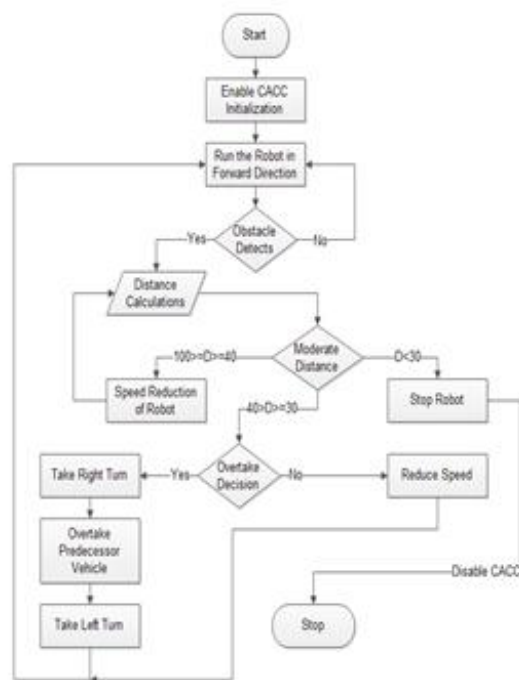 Start
Enable CACC
Initialization
Run the Robot in
Forward Direction
Obstacle
Detects
Yes
No
Distance
Calculations
Moderate
Distance
100>=D>=40
D<30
Speed Reduction
of Robot
Stop Robot
40>D>=30
Overtake
Decision
Yes
No
Take Right Turn
Reduce Speed
Overtake
Predecessor
Vehicle
Take Left Turn
Disable CACC
Stop